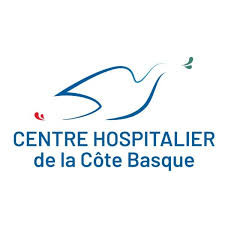 CENTRE HOSPITALIER
de la Côte Basque